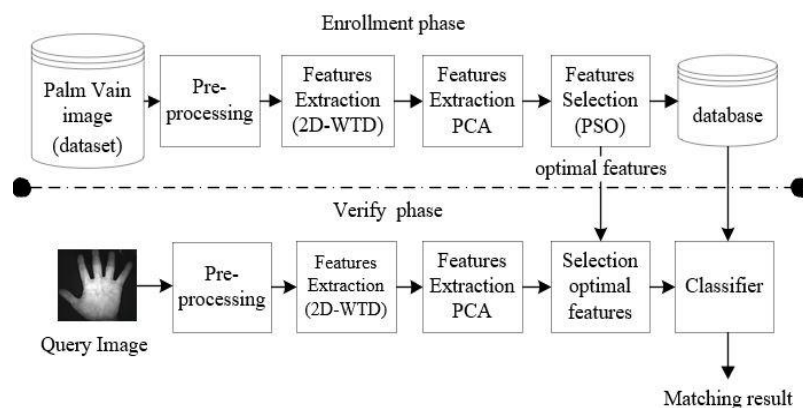 Enrollment phase
Palm Vain
image
(dataset)
Pre-
processing
Features
Extraction
(2D-WTD)
Features
Extraction
PCA
Features
Selection
(PSO)
database
optimal features
Verify phase
Query Image
Pre-
processing
Features
Extraction
(2D-WTD)
Features
Extraction
PCA
Selection
optimal
features
Classifier
Matching result